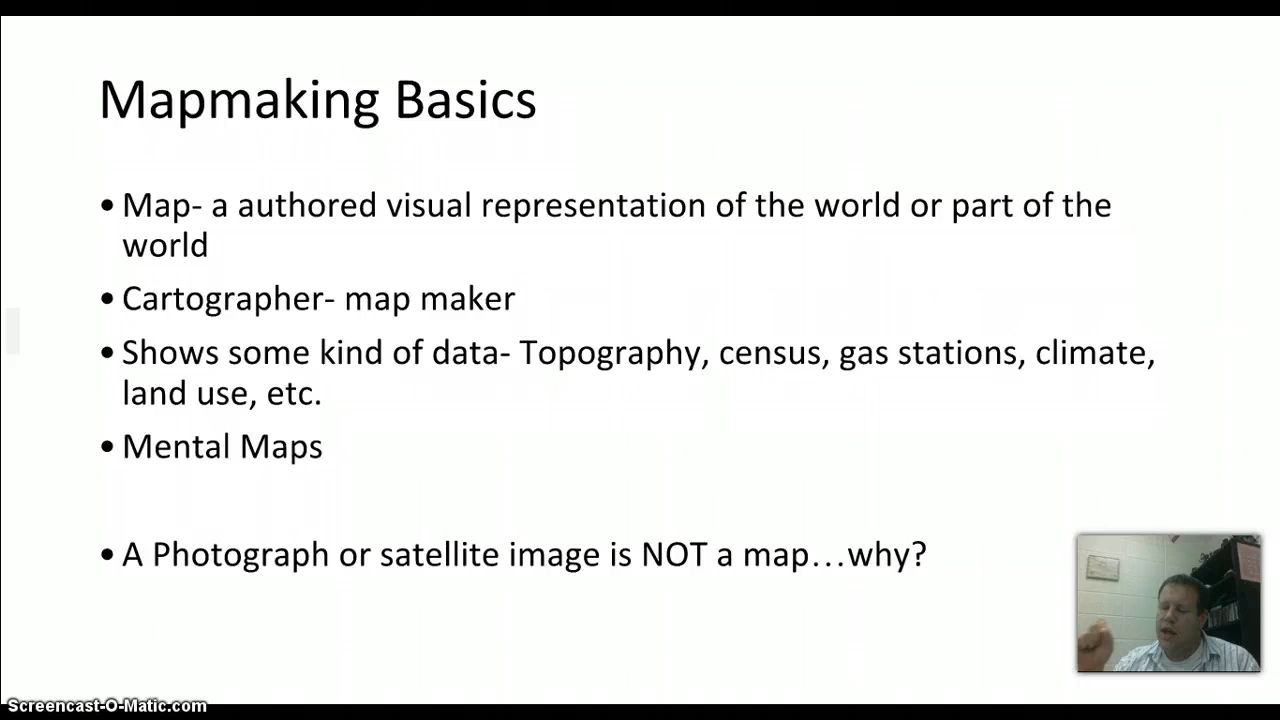 Mapmaking Basics
• Map- a authored visual representation of the world or part of the
world
• Cartographer- map maker
• Shows some kind of data- Topography, census, gas stations, climate,
land use, etc.
• Mental Maps
• A Photograph or satellite image is NOT a map…why?
Screencast-O-Matic.com